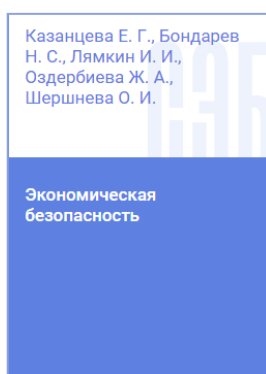 Казанцева Е. Г., Бондарев
Н. С., Лямкин И. И.,
Оздербиева Ж. А.,
Шершнева О. И.
Экономическая
безопасность